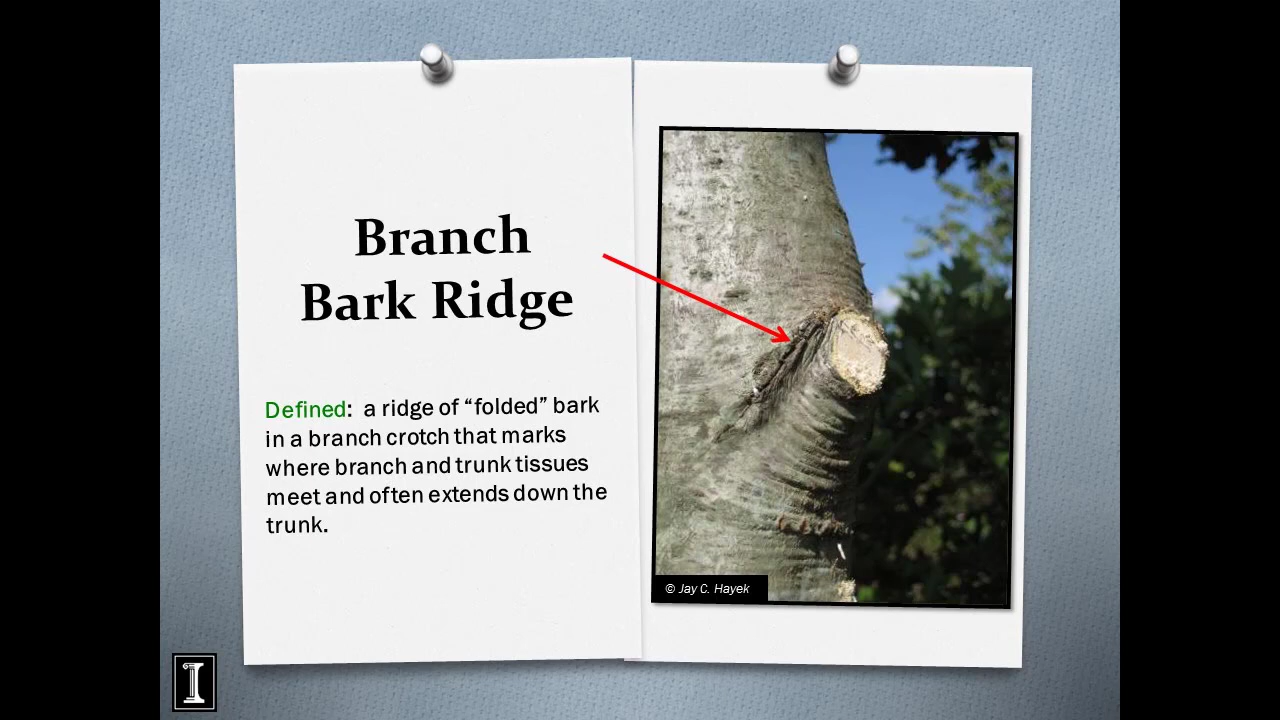 Branch
Bark Ridge
Defined:  a ridge of “folded” bark
in a branch crotch that marks
where branch and trunk tissues
meet and often extends down the
trunk.
© Jay C. Hayek
I